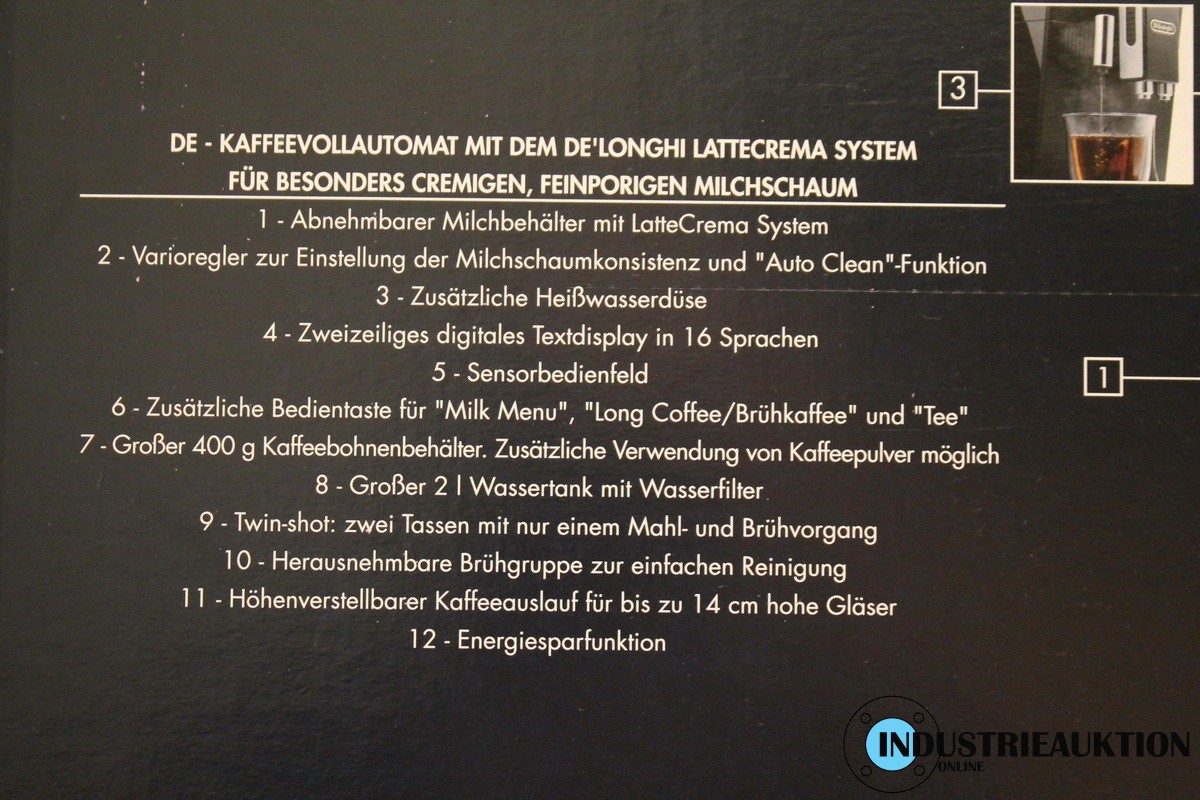 3
De'Longhi
DE - KAFFEEVOLLAUTOMAT MIT DEM DE'LONGHI LATTECREMA SYSTEM
FÜR BESONDERS CREMIGEN, FEINPORIGEN MILCHSCHAUM
1 - Abnehmbarer Milchbehälter mit LatteCrema System
2 - Varioregler zur Einstellung der Milchschaumkonsistenz und "Auto Clean"-Funktion
3 - Zusätzliche Heißwasserdüse
4 - Zweizeiliges digitales Textdisplay in 16 Sprachen
5 - Sensorbedienfeld
1
6 - Zusätzliche Bedientaste für "Milk Menu", "Long Coffee/Brühkaffee" und "Tee"
7 - Großer 400 g Kaffeebohnenbehälter. Zusätzliche Verwendung von Kaffeepulver möglich
8 - Großer 2 l Wassertank mit Wasserfilter
9 - Twin-shot: zwei Tassen mit nur einem Mahl- und Brühvorgang
10 - Herausnehmbare Brühgruppe zur einfachen Reinigung
11 - Höhenverstellbarer Kaffeeauslauf für bis zu 14 cm hohe Gläser
12 - Energiesparfunktion
INDUSTRIEAUKTION
ONLINE